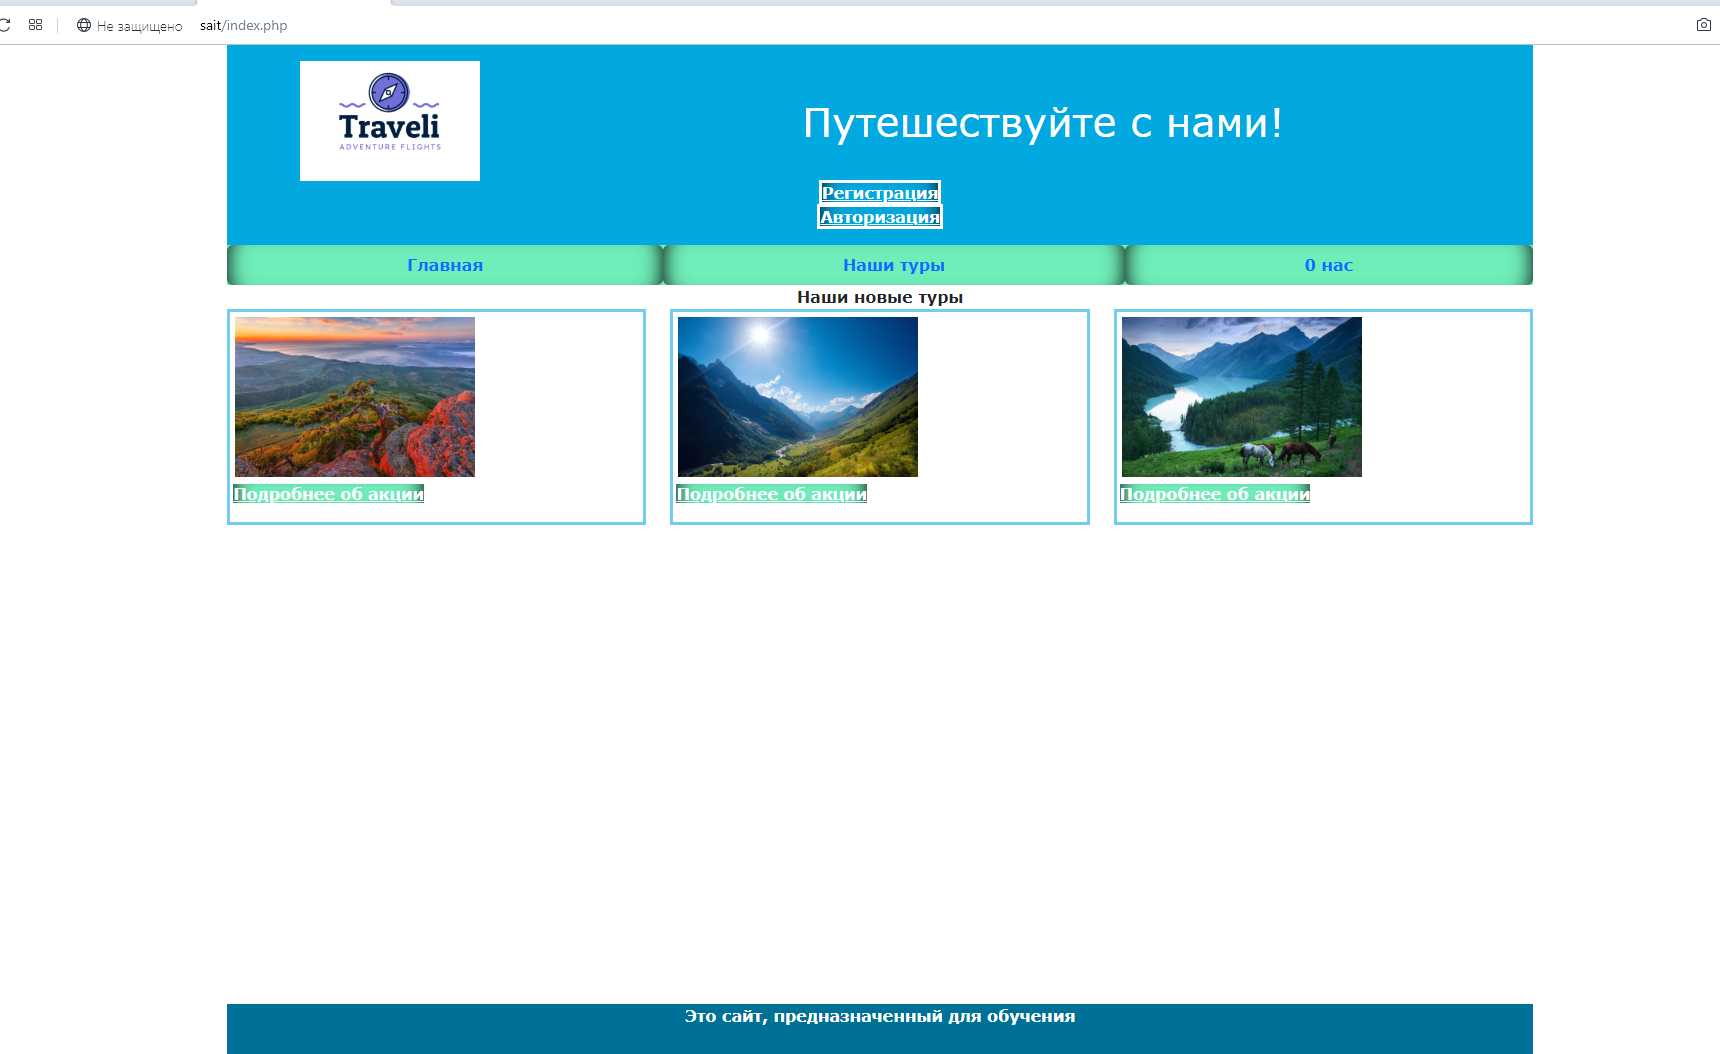 Не защищено sait/index.php
Traveli
ADVENTURE FLIGHTS
Путешествуйте с нами!
Регистрация
Авторизация
Главная Наши туры 0 нас
Наши новые туры
Подробнее об акции Подробнее об акции Подробнее об акции
Это сайт, предназначенный для обучения